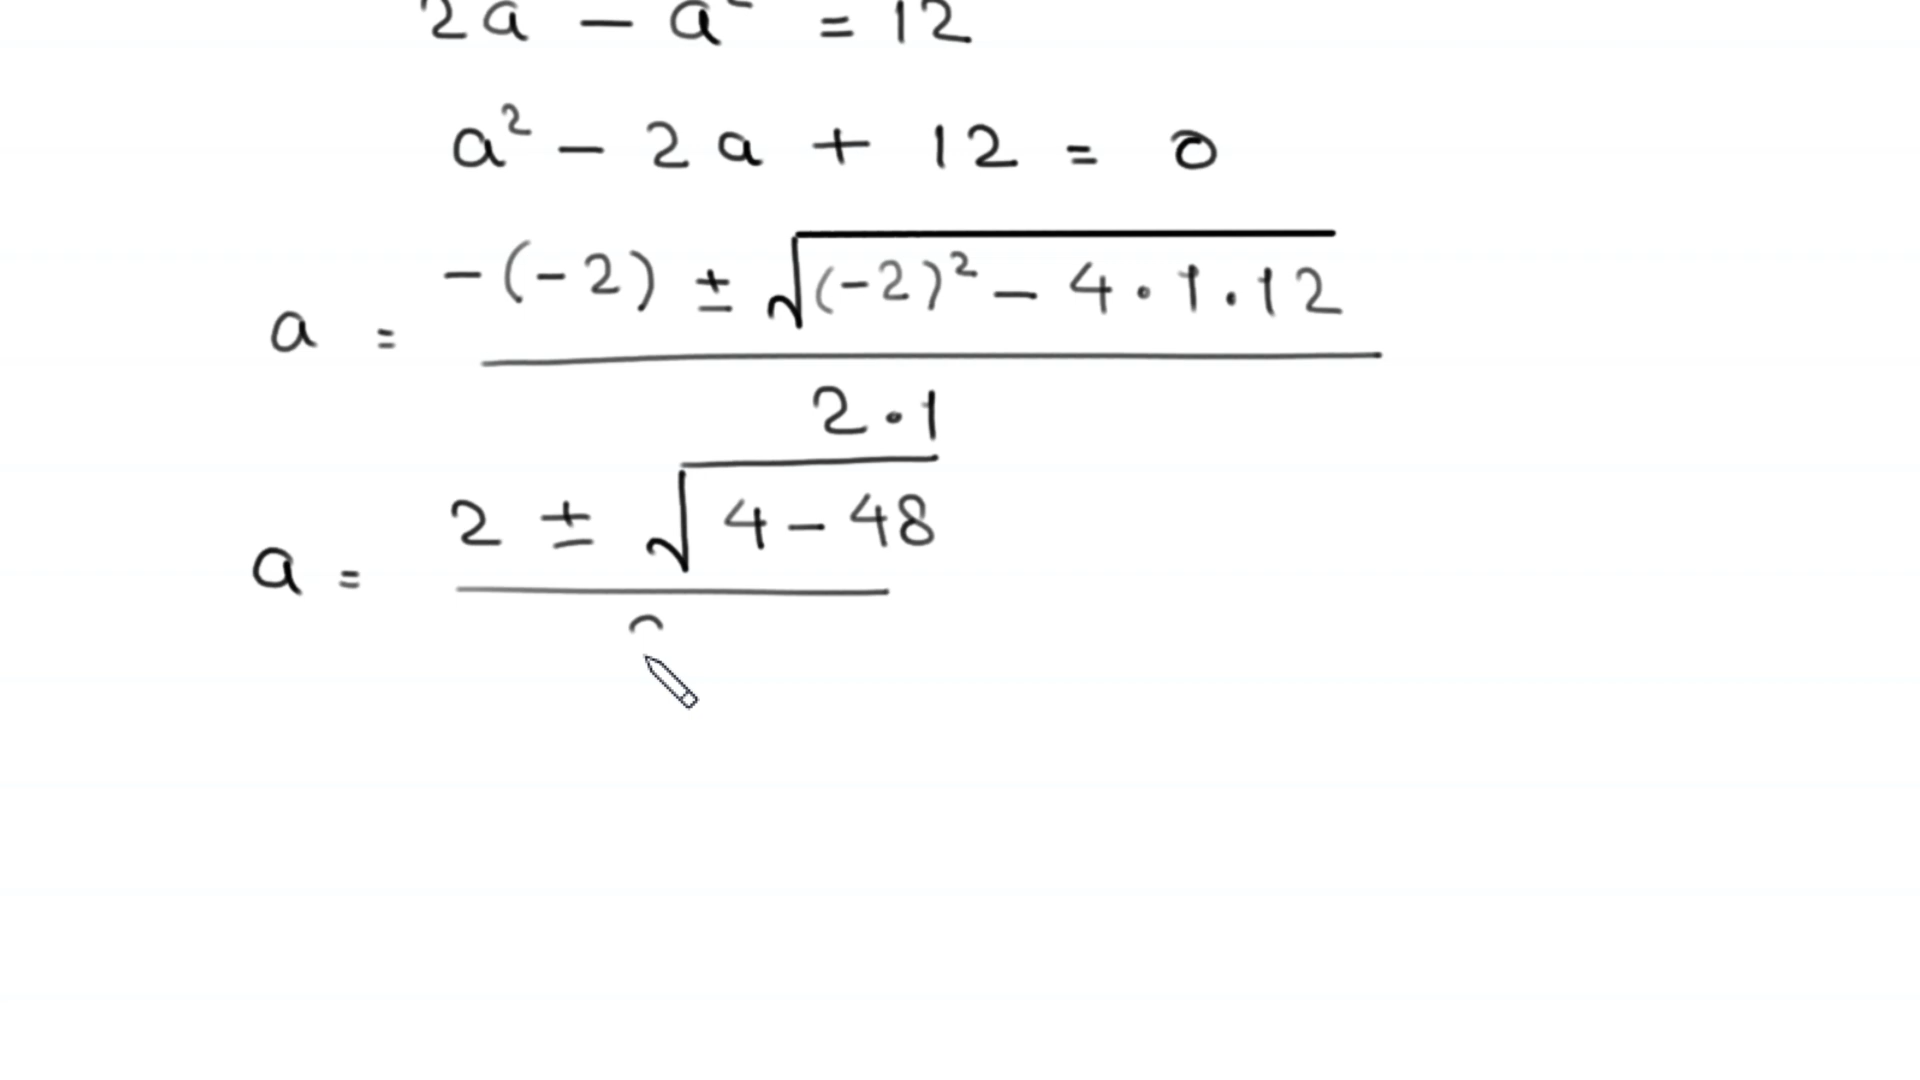 2a - a² = 12
a² - 2a + 12 = 0
a = -(-2) ± √(-2)² - 4·1·12 / 2·1
a = 2 ± √4 - 48